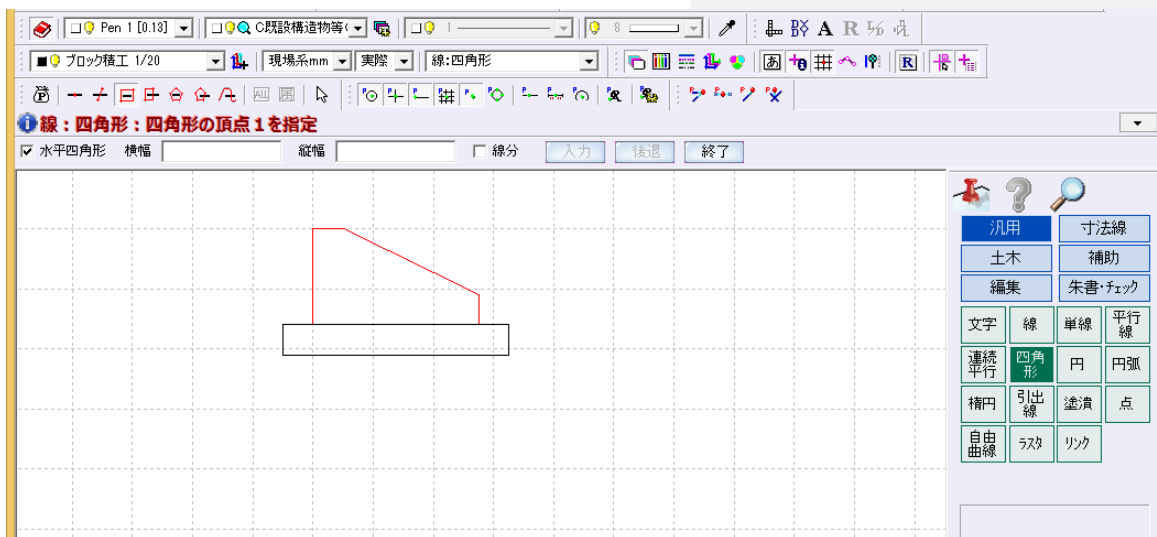 Pen 1 [0.13] C既設構造物等( 1 8 A R
ブロック積工 1/20 現場系mm 実際 線:四角形 あ R
ALL
線：四角形：四角形の頂点１を指定
水平四角形 横幅 縦幅 線分 入力 後退 終了
汎用 寸法線
土木 補助
編集 朱書・チェック
文字 線 単線 平行線
連続平行 四角形 円 円弧
楕円 引出線 塗潰 点
自由曲線 ラスタ リンク